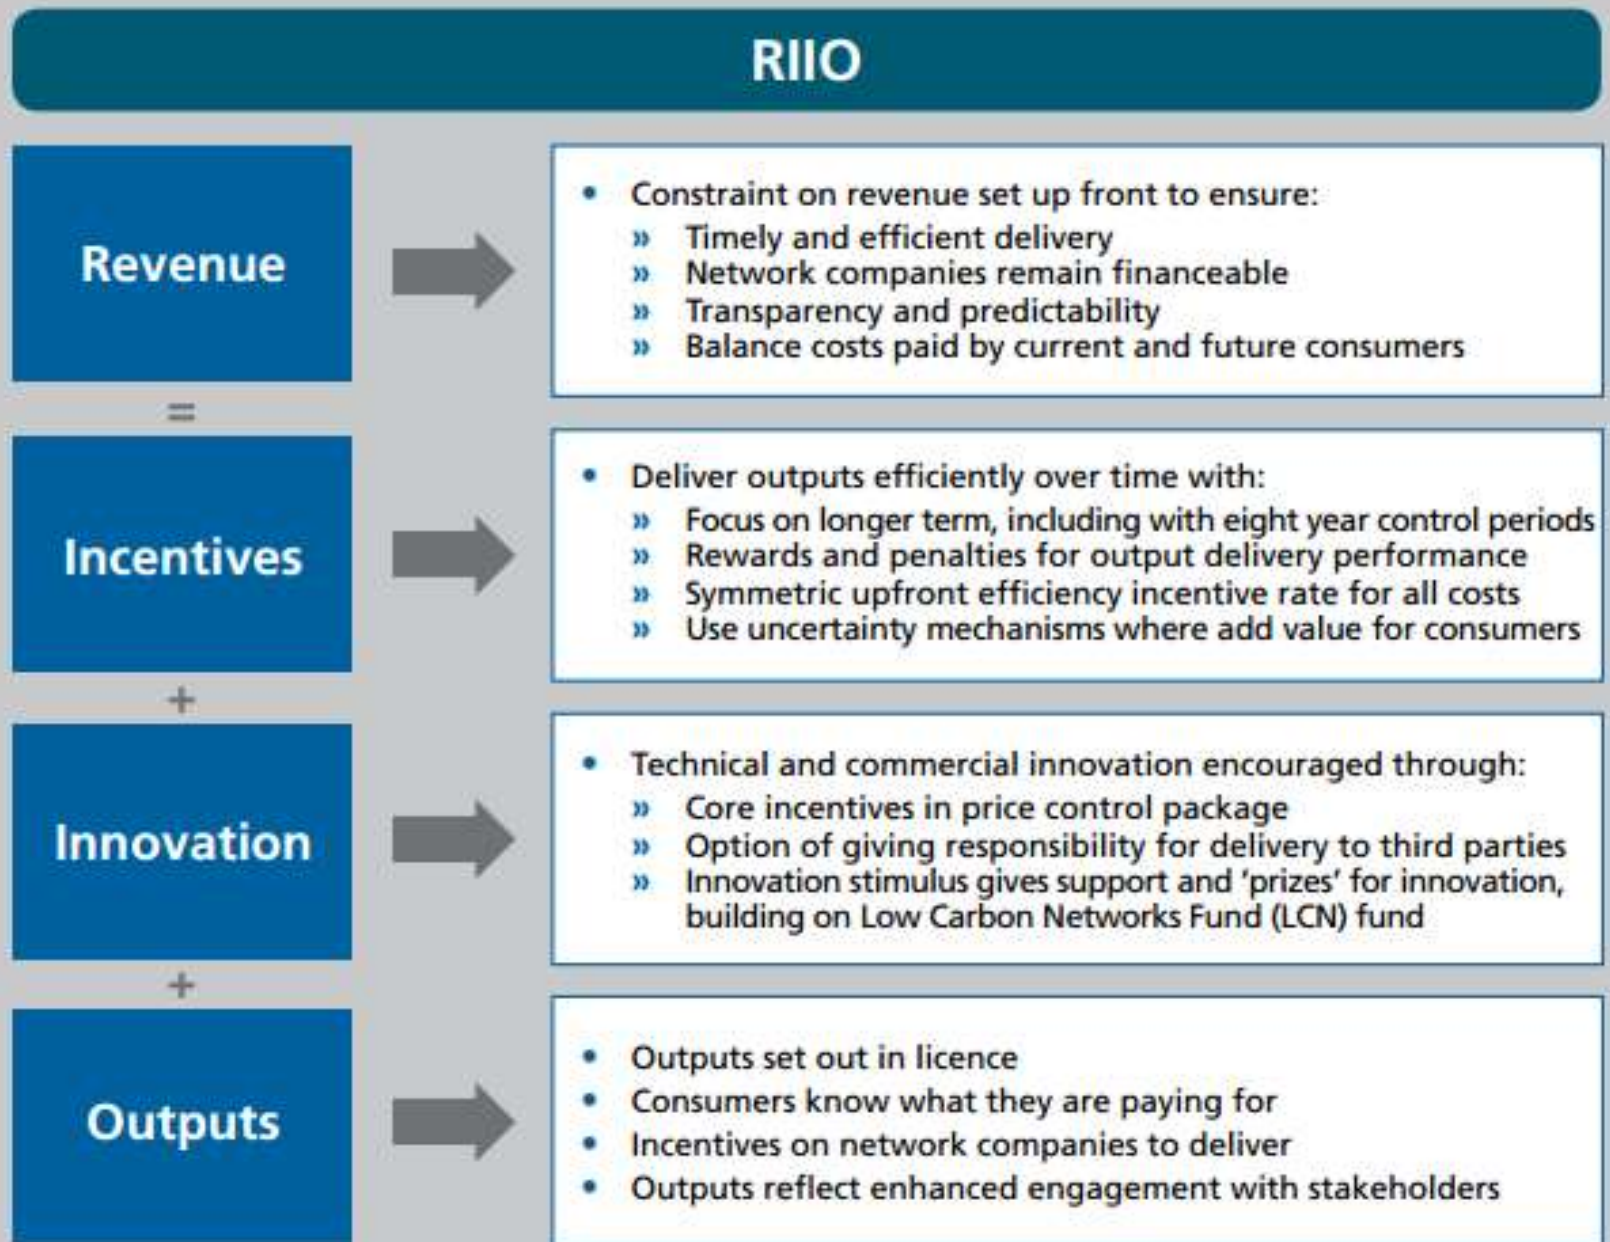 RIIO
Revenue
• Constraint on revenue set up front to ensure:
» Timely and efficient delivery
» Network companies remain financeable
» Transparency and predictability
» Balance costs paid by current and future consumers
=
Incentives
• Deliver outputs efficiently over time with:
» Focus on longer term, including with eight year control periods
» Rewards and penalties for output delivery performance
» Symmetric upfront efficiency incentive rate for all costs
» Use uncertainty mechanisms where add value for consumers
+
Innovation
• Technical and commercial innovation encouraged through:
» Core incentives in price control package
» Option of giving responsibility for delivery to third parties
» Innovation stimulus gives support and ‘prizes’ for innovation,
building on Low Carbon Networks Fund (LCN) fund
+
Outputs
• Outputs set out in licence
• Consumers know what they are paying for
• Incentives on network companies to deliver
• Outputs reflect enhanced engagement with stakeholders